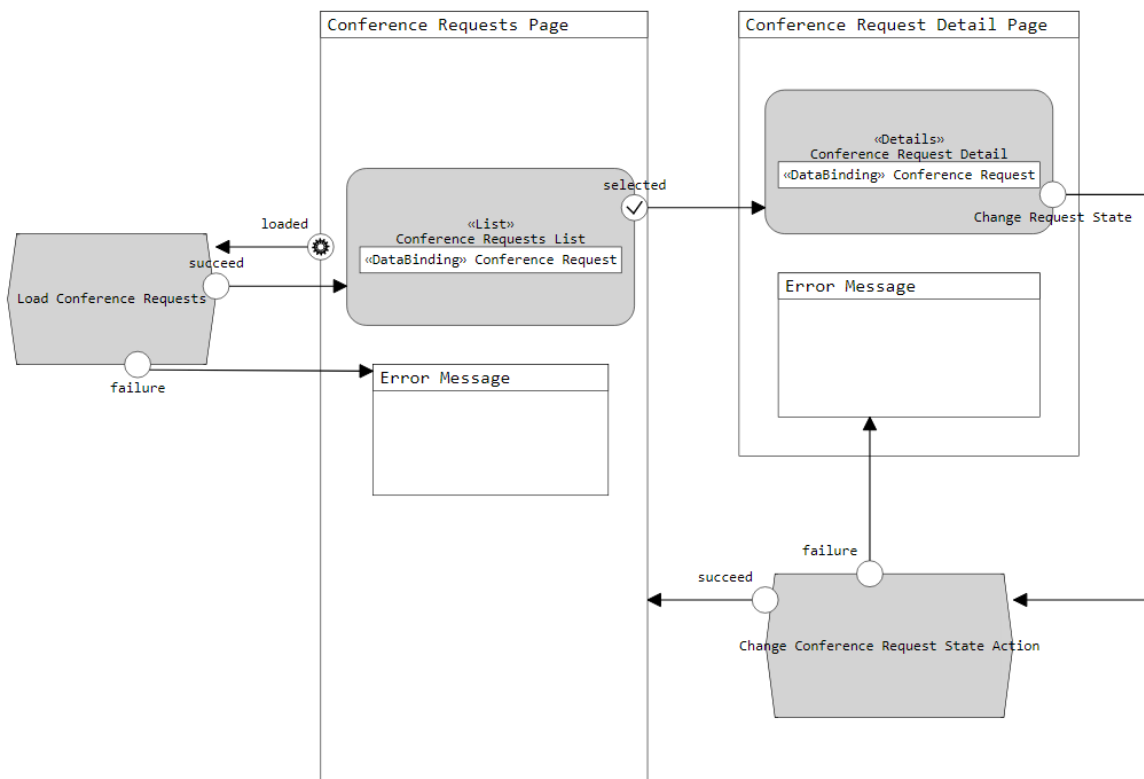 Conference Requests Page
Conference Request Detail Page
«Details»
Conference Request Detail
«DataBinding» Conference Request
selected
Change Request State
loaded
«List»
Conference Requests List
«DataBinding» Conference Request
succeed
Load Conference Requests
Error Message
failure
Error Message
failure
succeed
Change Conference Request State Action